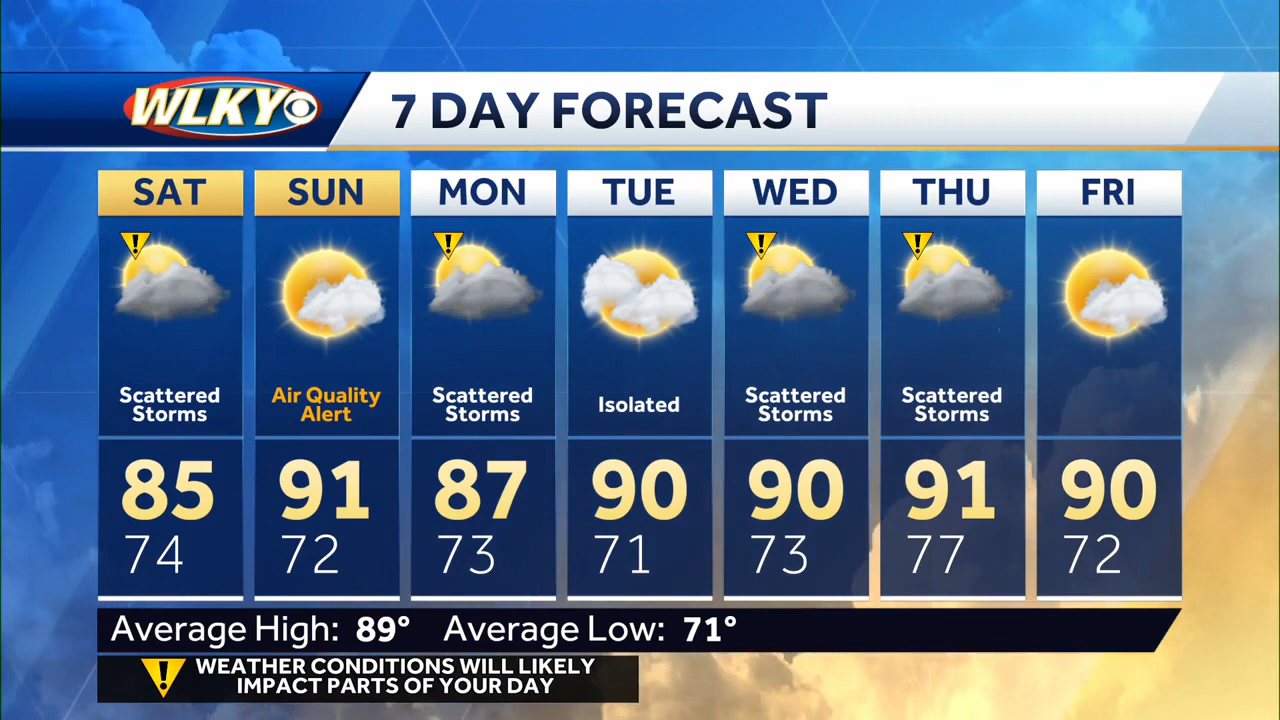 WLKY
7 DAY FORECAST
SAT SUN MON TUE WED THU FRI
! ! ! !
Scattered
Storms
Air Quality
Alert
Scattered
Storms
Isolated
Scattered
Storms
Scattered
Storms
85 91 87 90 90 91 90
74 72 73 71 73 77 72
Average High: 89° Average Low: 71°
! WEATHER CONDITIONS WILL LIKELY
IMPACT PARTS OF YOUR DAY